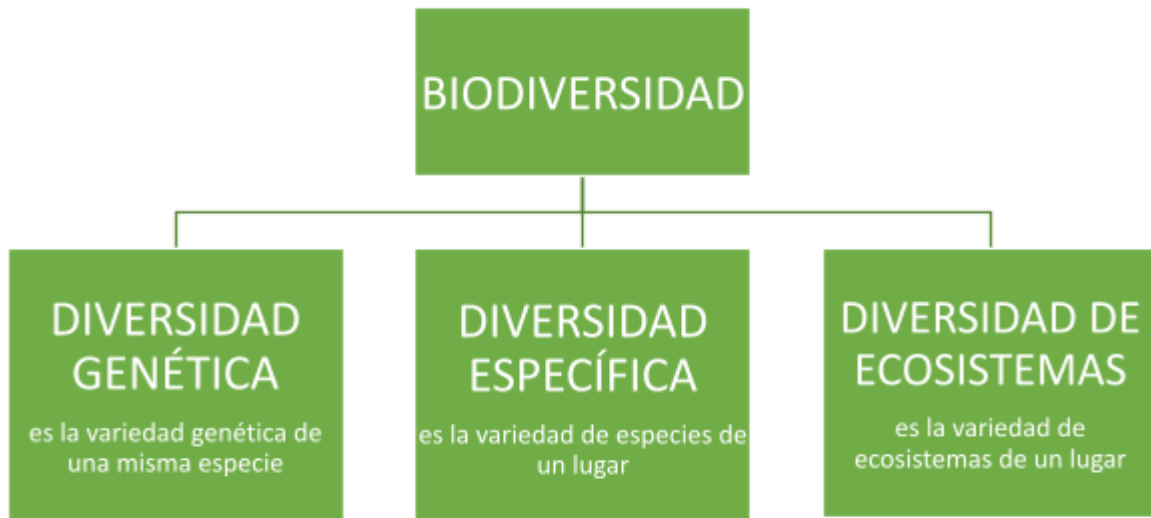 BIODIVERSIDAD
DIVERSIDAD
GENÉTICA
es la variedad genética de
una misma especie
DIVERSIDAD
ESPECÍFICA
es la variedad de especies de
un lugar
DIVERSIDAD DE
ECOSISTEMAS
es la variedad de
ecosistemas de un lugar